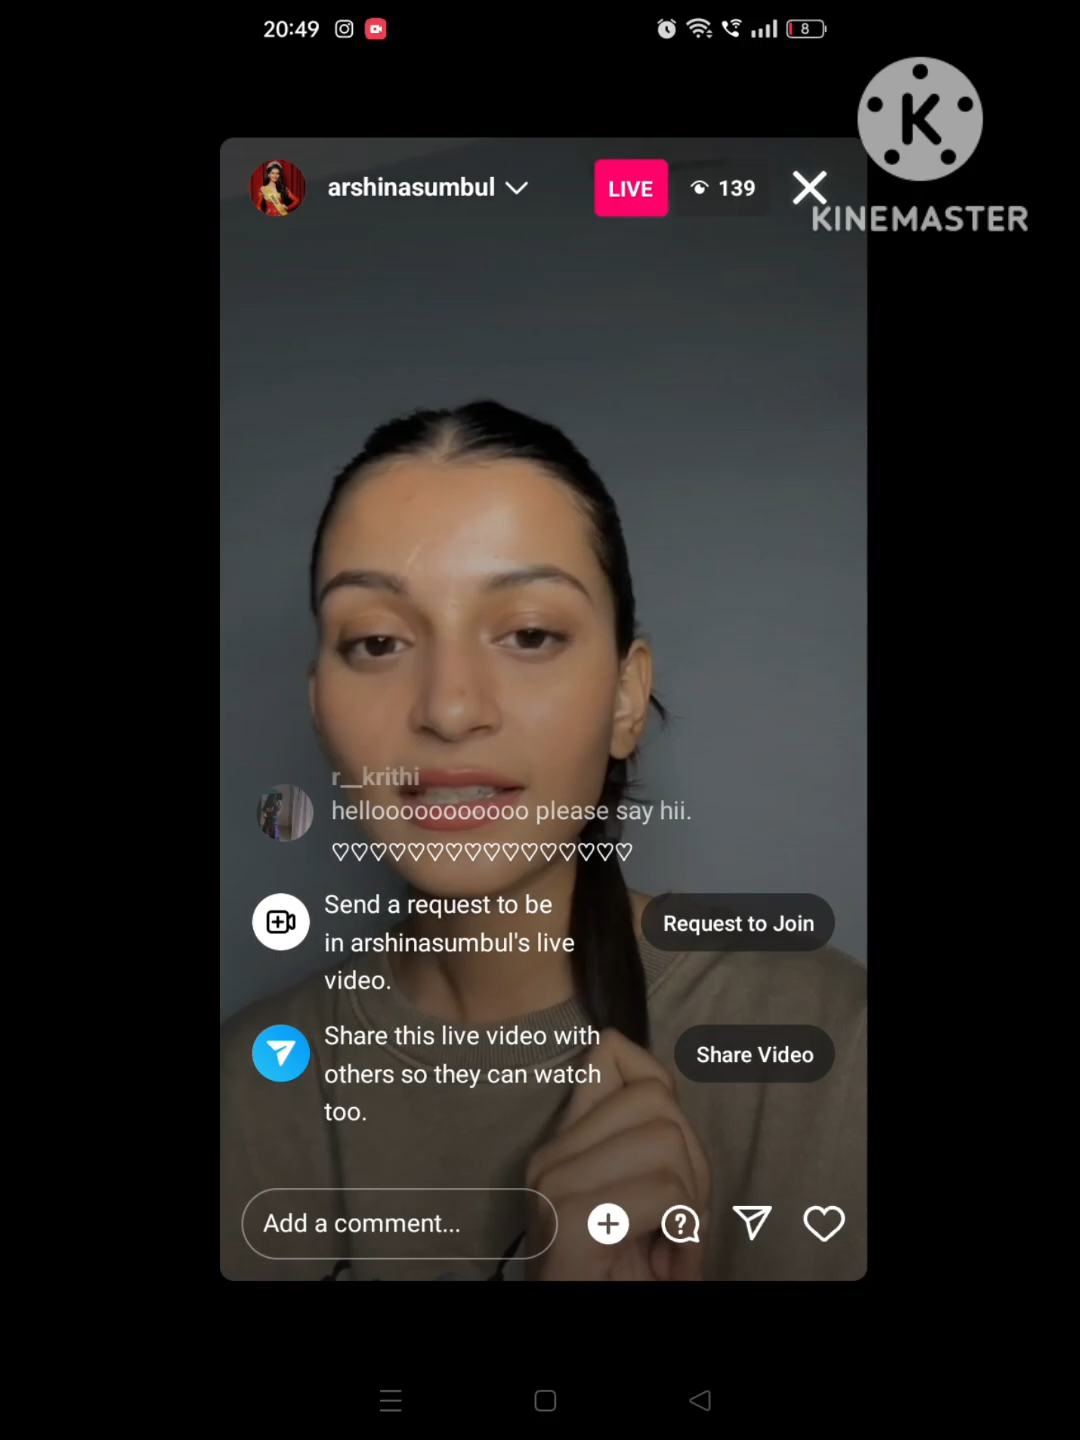 20:49
8
K
KINEMASTER
arshinasumbul
LIVE
139
r__krithi
hellooooooooooo please say hii.
♡♡♡♡♡♡♡♡♡♡♡♡♡♡♡♡
Send a request to be
in arshinasumbul's live
video.
Request to Join
Share this live video with
others so they can watch
too.
Share Video
Add a comment...